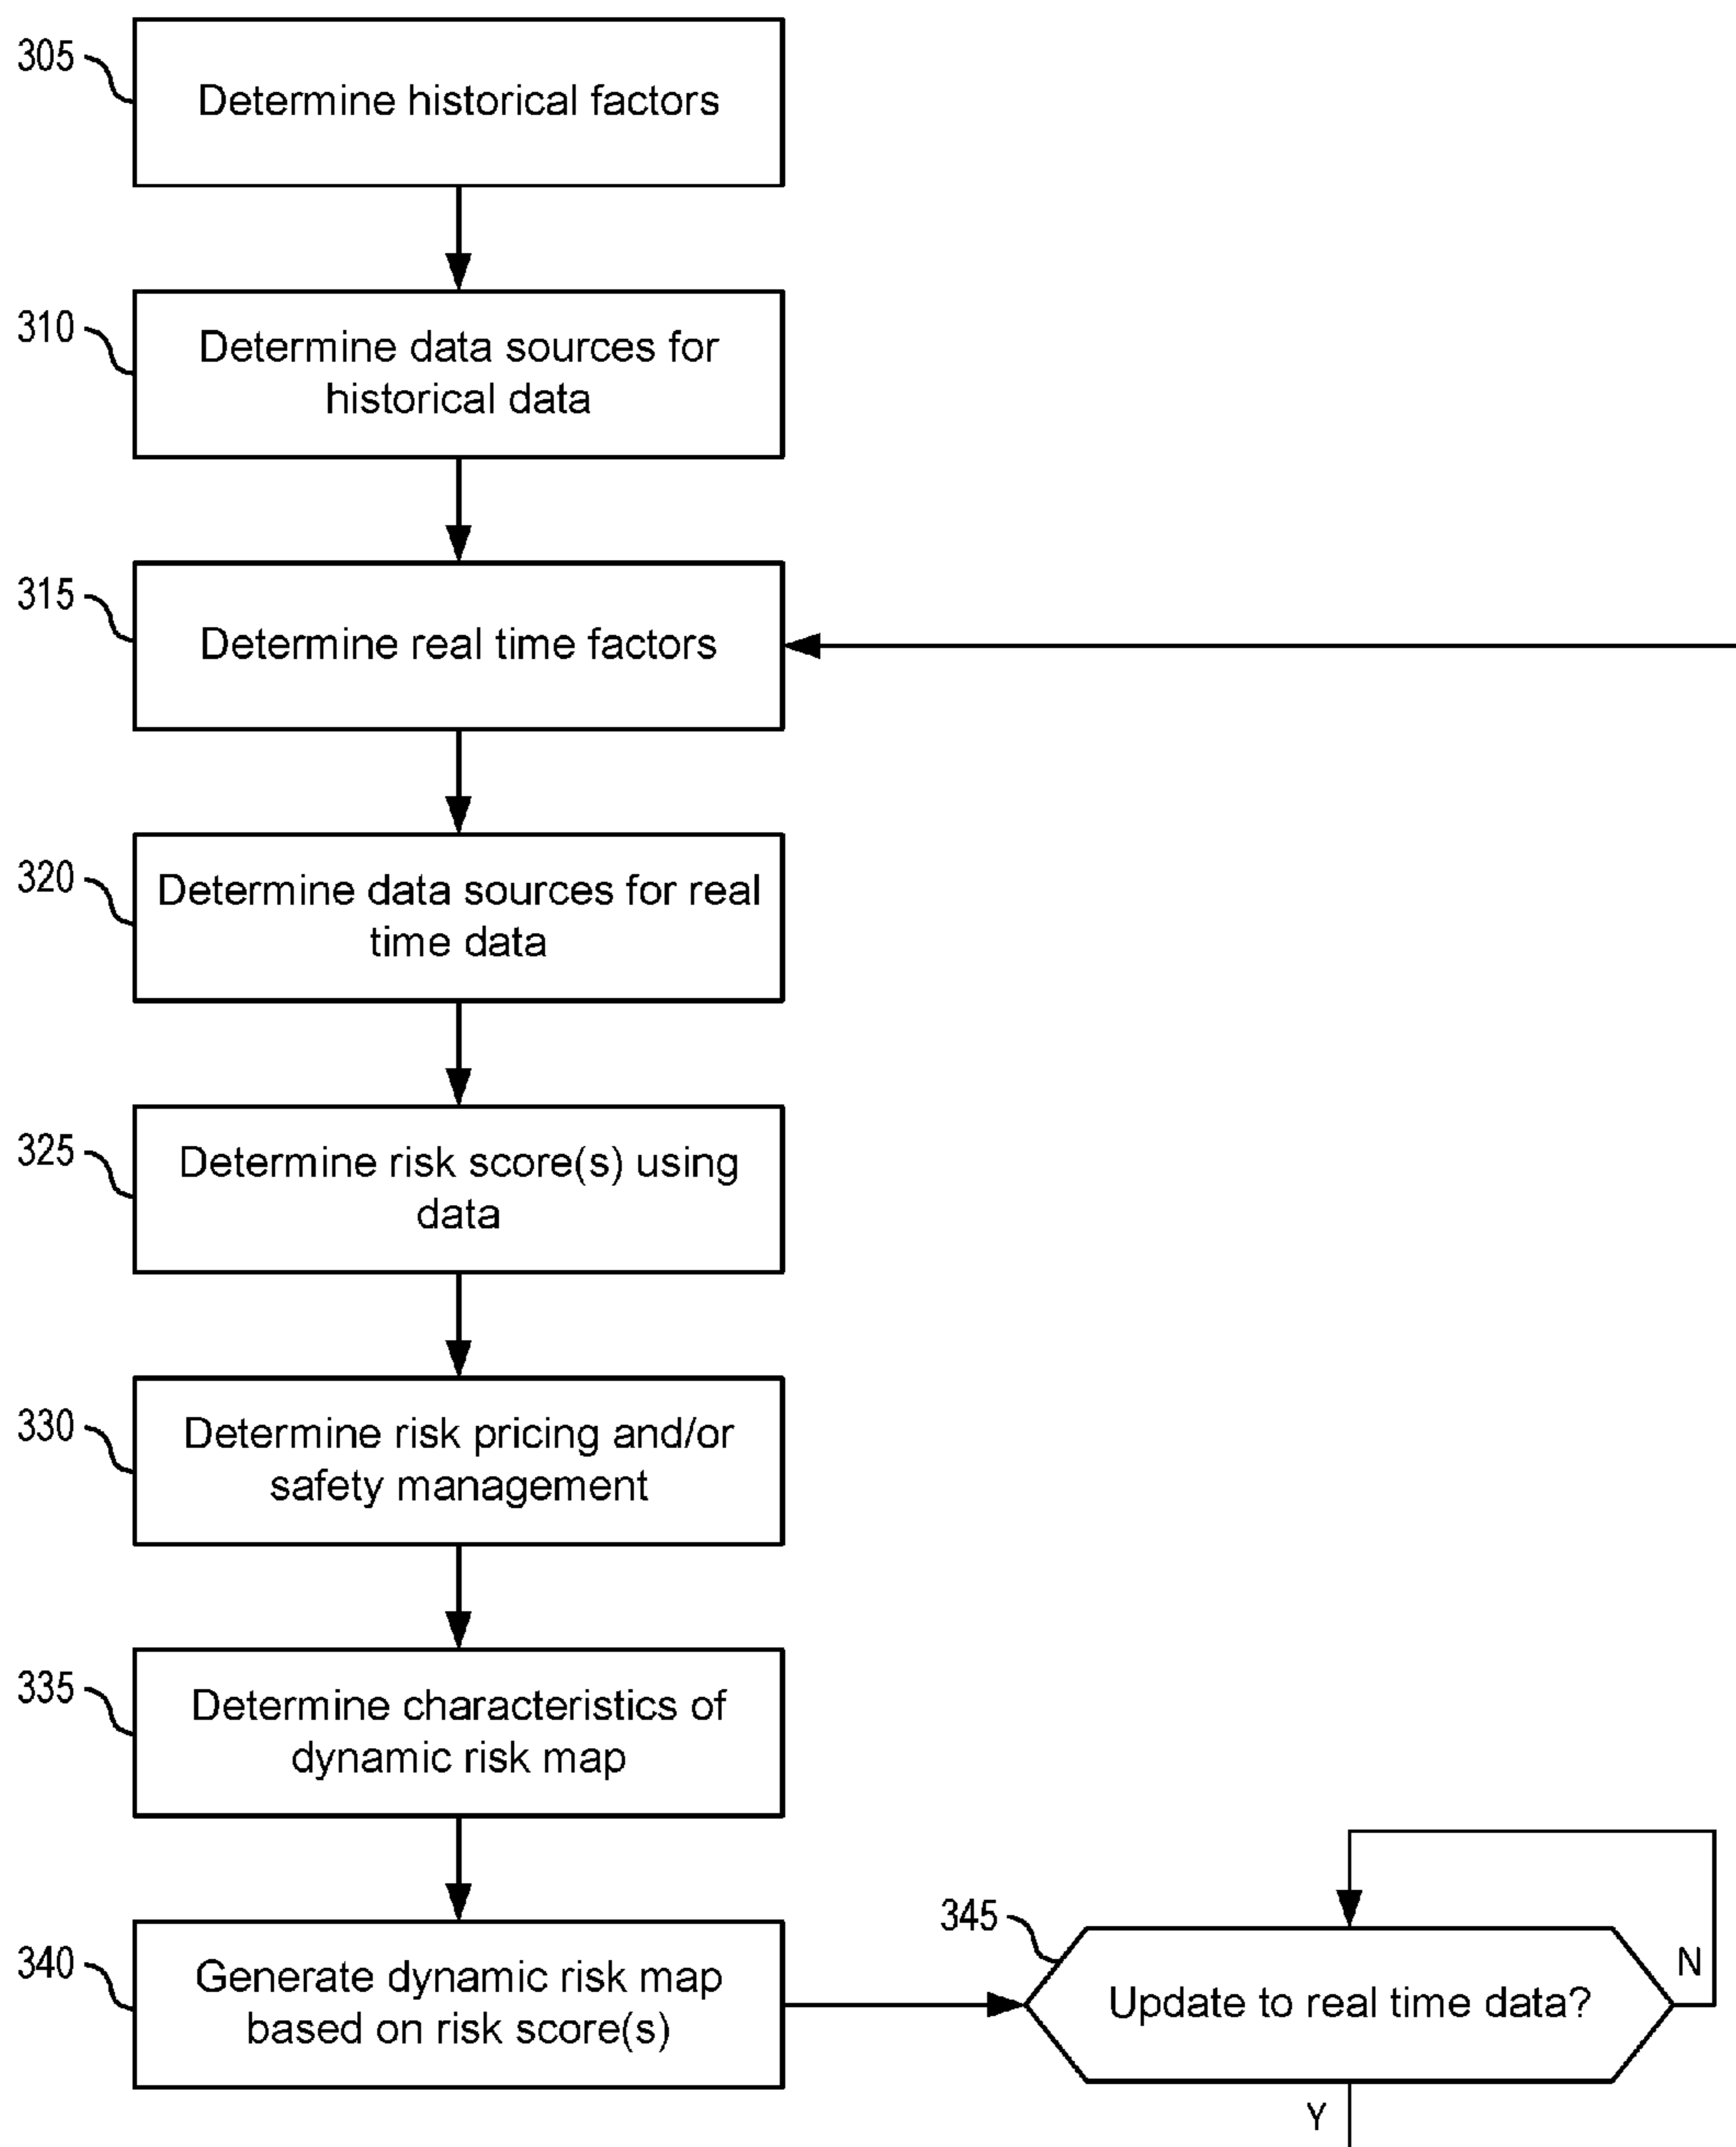 305
Determine historical factors
310
Determine data sources for
historical data
315
Determine real time factors
320
Determine data sources for real
time data
325
Determine risk score(s) using
data
330
Determine risk pricing and/or
safety management
335
Determine characteristics of
dynamic risk map
340
Generate dynamic risk map
based on risk score(s)
345
Update to real time data?
N
Y